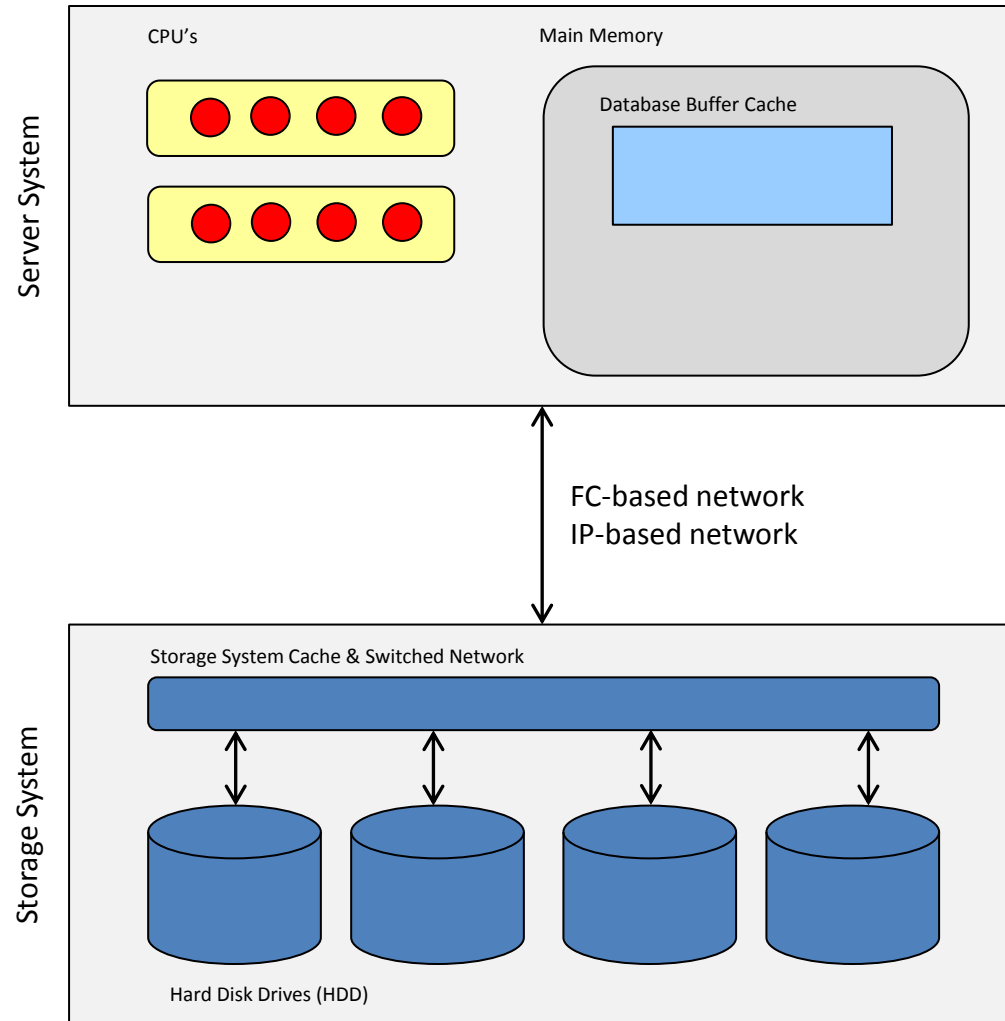 CPU's
Main Memory
Database Buffer Cache
Server System
FC-based network
IP-based network
Storage System Cache & Switched Network
Storage System
Hard Disk Drives (HDD)